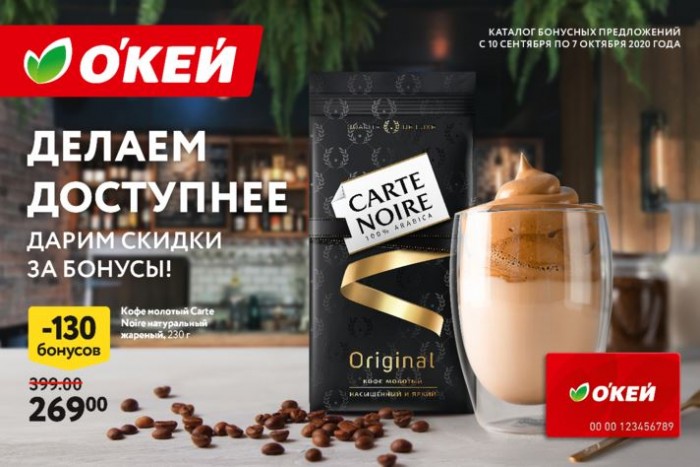 О'КЕЙ
КАТАЛОГ БОНУСНЫХ ПРЕДЛОЖЕНИЙ
С 10 СЕНТЯБРЯ ПО 7 ОКТЯБРЯ 2020 ГОДА
ДЕЛАЕМ
ДОСТУПНЕЕ
ДАРИМ СКИДКИ
ЗА БОНУСЫ!
-130
бонусов
Кофе молотый Carte
Noire натуральный
жареный, 230 г
399.00
269⁰⁰
CARTE
NOIRE
100% ARABICA
Original
КОФЕ МОЛОТЫЙ
НАСЫЩЕННЫЙ И ЯРКИЙ
О'КЕЙ
00 00 123456789